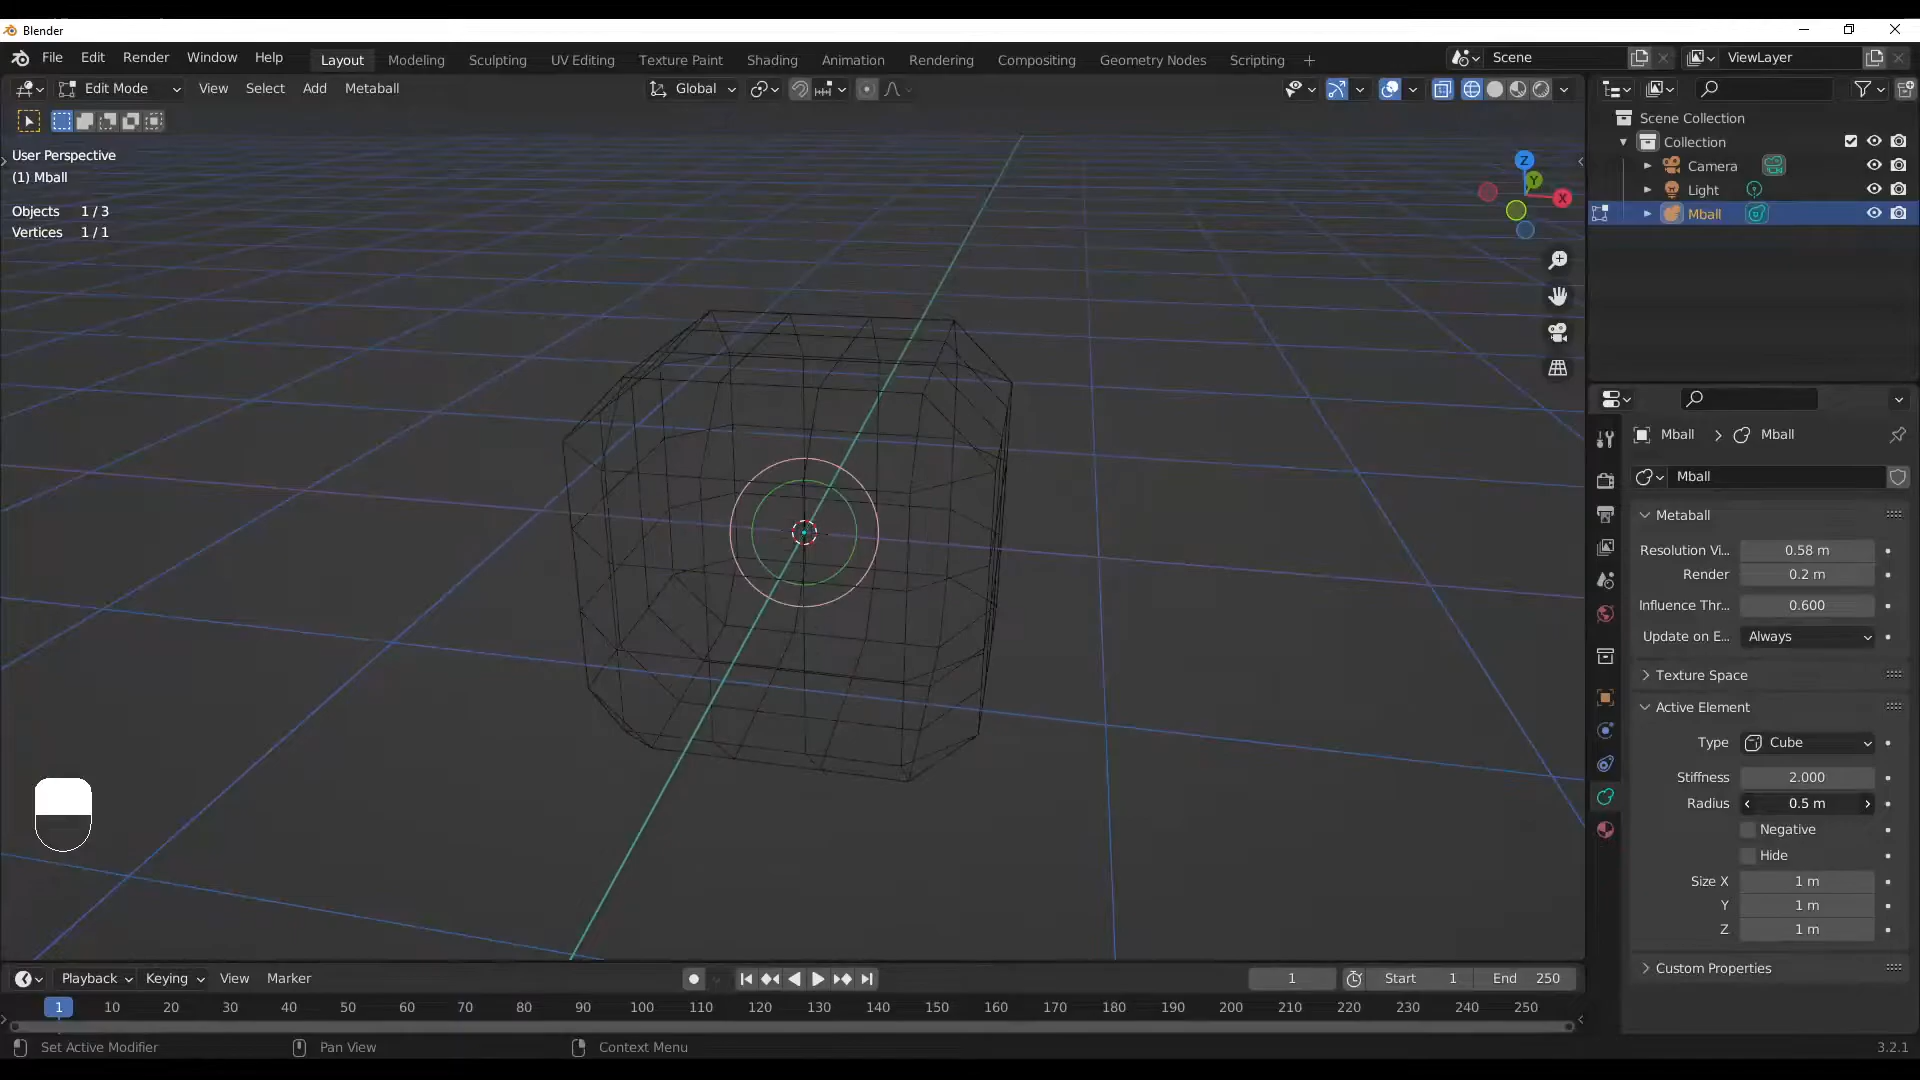 Blender
File Edit Render Window Help Layout Modeling Sculpting UV Editing Texture Paint Shading Animation Rendering Compositing Geometry Nodes Scripting + Scene ViewLayer
Edit Mode View Select Add Metaball Global
User Perspective
(1) Mball
Objects 1 / 3
Vertices 1 / 1
Z
Y
X
Scene Collection
Collection
Camera
Light
Mball
Mball > Mball
Mball
Metaball
Resolution Vi... 0.58 m
Render 0.2 m
Influence Thr... 0.600
Update on E... Always
Texture Space
Active Element
Type Cube
Stiffness 2.000
Radius 0.5 m
Negative
Hide
Size X 1 m
Y 1 m
Z 1 m
Custom Properties
Playback Keying View Marker 1 Start 1 End 250
1 10 20 30 40 50 60 70 80 90 100 110 120 130 140 150 160 170 180 190 200 210 220 230 240 250
Set Active Modifier Pan View Context Menu 3.2.1